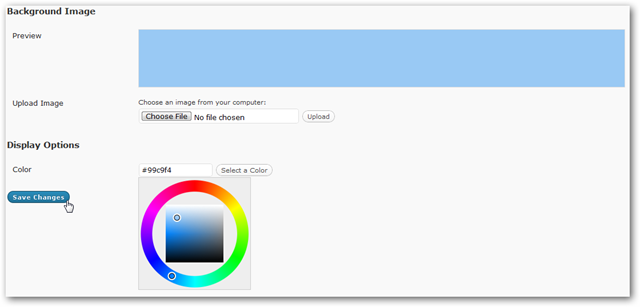 Background Image
Preview
Upload Image
Choose an image from your computer:
Choose File No file chosen Upload
Display Options
Color #99c9f4 Select a Color
Save Changes